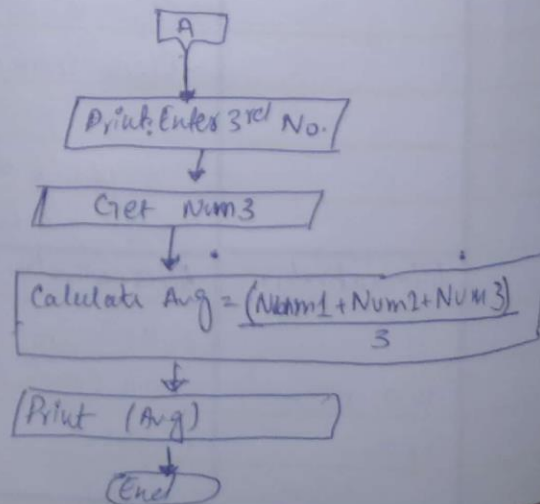 A
Print: Enter 3rd No.
Get Num3
Calculate Avg = (Num1+Num2+Num3)
3
Print (Avg)
End